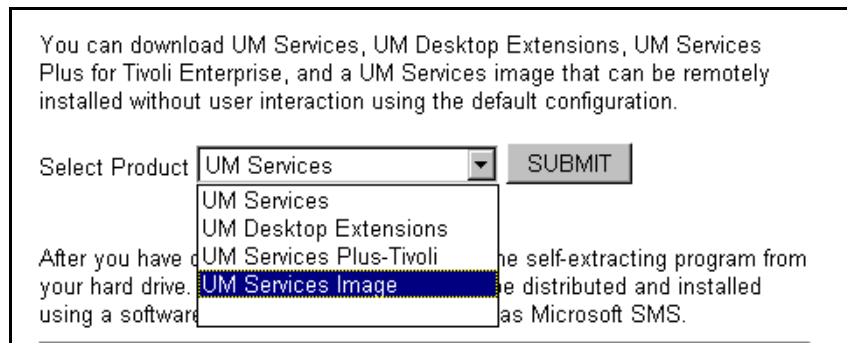 You can download UM Services, UM Desktop Extensions, UM Services
Plus for Tivoli Enterprise, and a UM Services image that can be remotely
installed without user interaction using the default configuration.
Select Product UM Services SUBMIT
UM Services
UM Desktop Extensions
After you have UM Services Plus-Tivoli self-extracting program from
your hard drive. UM Services Image be distributed and installed
using a software as Microsoft SMS.